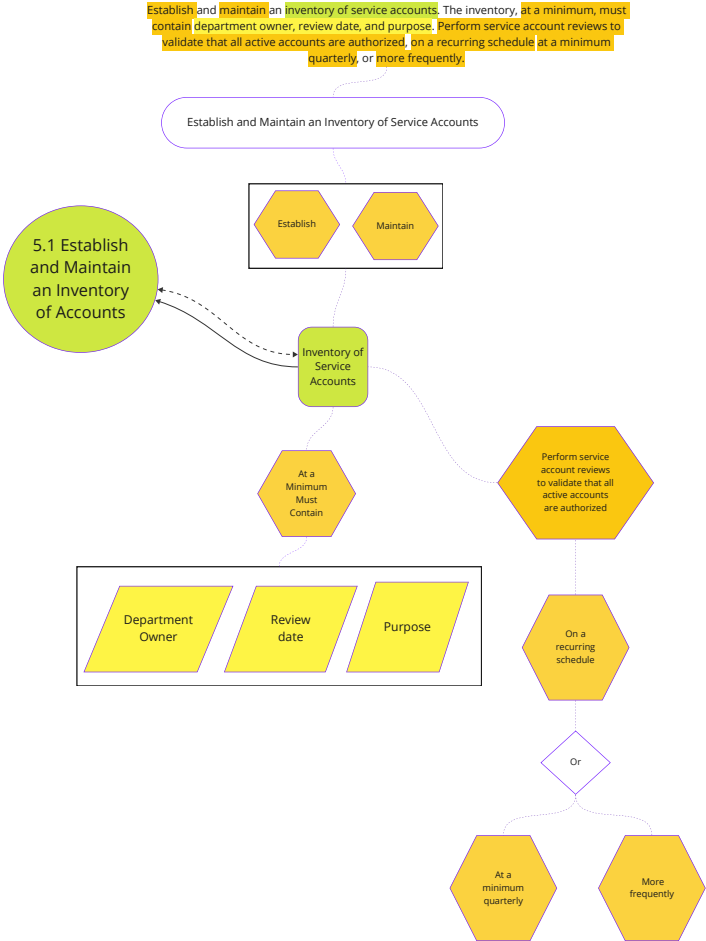 Establish and maintain an inventory of service accounts. The inventory, at a minimum, must
contain department owner, review date, and purpose. Perform service account reviews to
validate that all active accounts are authorized, on a recurring schedule at a minimum
quarterly, or more frequently.
Establish and Maintain an Inventory of Service Accounts
Establish
Maintain
5.1 Establish
and Maintain
an Inventory
of Accounts
Inventory of
Service
Accounts
At a
Minimum
Must
Contain
Perform service
account reviews
to validate that all
active accounts
are authorized
Department
Owner
Review
date
Purpose
On a
recurring
schedule
Or
At a
minimum
quarterly
More
frequently